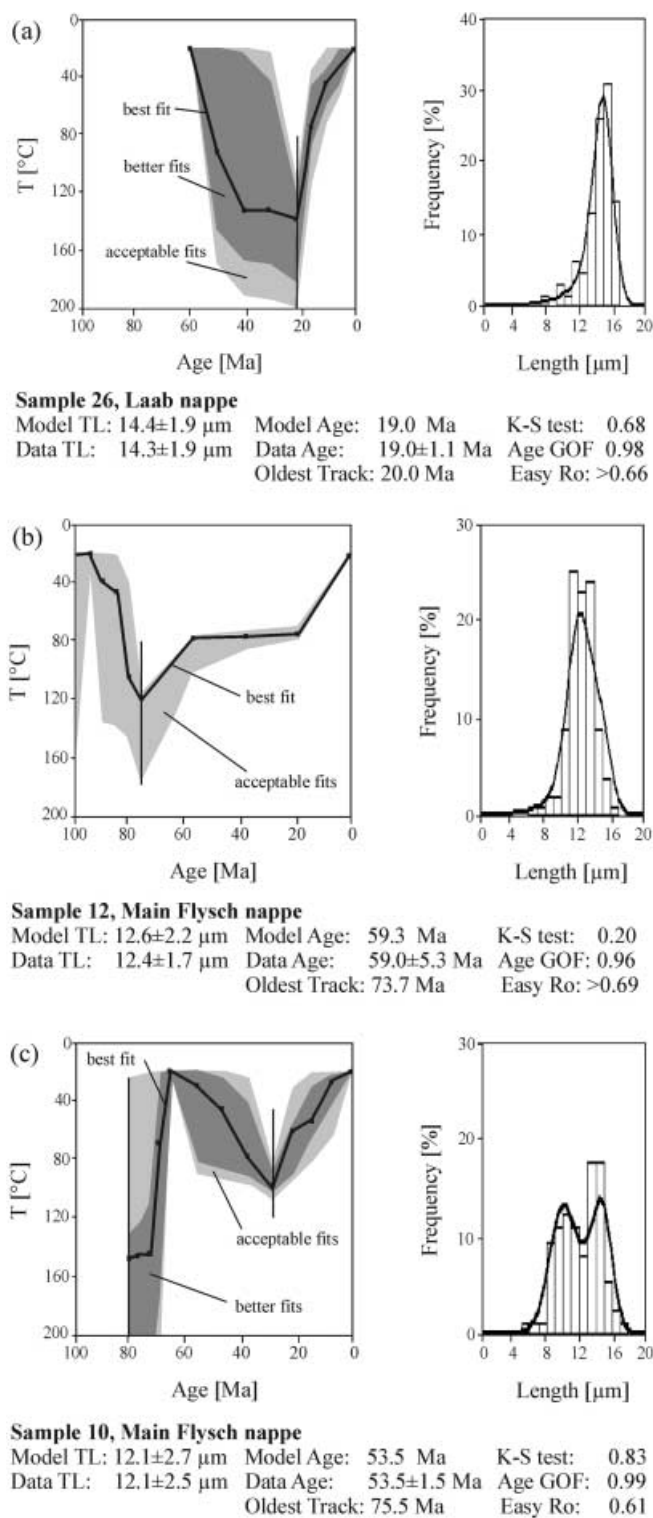 (a)
T [°C]
0
40
80
120
160
200
best fit
better fits
acceptable fits
100 80 60 40 20 0
Age [Ma]
Frequency [%]
40
30
20
10
0
0 4 8 12 16 20
Length [µm]
Sample 26, Laab nappe
Model TL: 14.4±1.9 µm Model Age: 19.0 Ma K-S test: 0.68
Data TL: 14.3±1.9 µm Data Age: 19.0±1.1 Ma Age GOF 0.98
Oldest Track: 20.0 Ma Easy Ro: >0.66
(b)
T [°C]
0
40
80
120
160
200
best fit
acceptable fits
100 80 60 40 20 0
Age [Ma]
Frequency [%]
30
20
10
0
0 4 8 12 16 20
Length [µm]
Sample 12, Main Flysch nappe
Model TL: 12.6±2.2 µm Model Age: 59.3 Ma K-S test: 0.20
Data TL: 12.4±1.7 µm Data Age: 59.0±5.3 Ma Age GOF: 0.96
Oldest Track: 73.7 Ma Easy Ro: >0.69
(c)
T [°C]
0
40
80
120
160
200
best fit
acceptable fits
better fits
100 80 60 40 20 0
Age [Ma]
Frequency [%]
30
20
10
0
0 4 8 12 16 20
Length [µm]
Sample 10, Main Flysch nappe
Model TL: 12.1±2.7 µm Model Age: 53.5 Ma K-S test: 0.83
Data TL: 12.1±2.5 µm Data Age: 53.5±1.5 Ma Age GOF: 0.99
Oldest Track: 75.5 Ma Easy Ro: 0.61